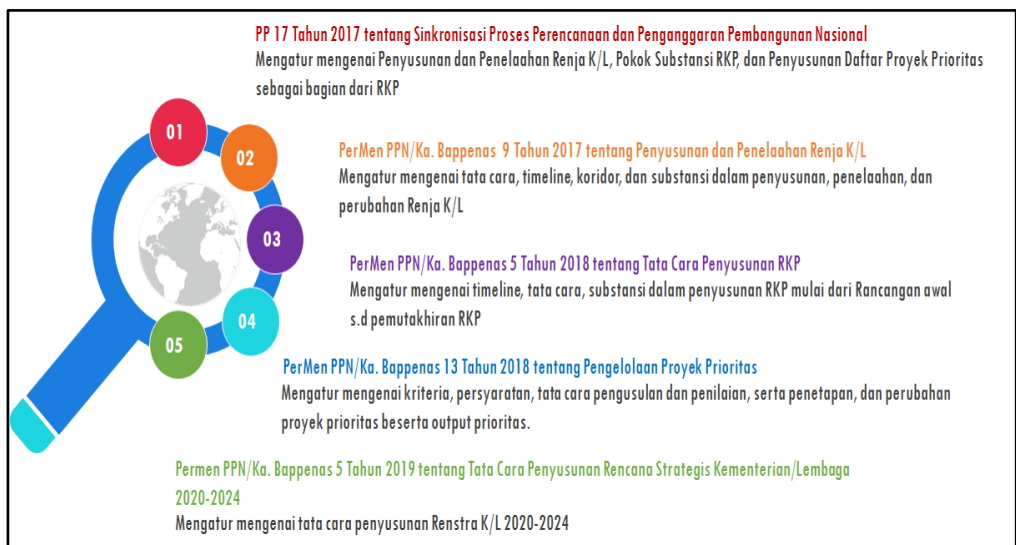 PP 17 Tahun 2017 tentang Sinkronisasi Proses Perencanaan dan Penganggaran Pembangunan Nasional
Mengatur mengenai Penyusunan dan Penelaahan Renja K/L, Pokok Substansi RKP, dan Penyusunan Daftar Proyek Prioritas
sebagai bagian dari RKP
01
02
PerMen PPN/Ka. Bappenas 9 Tahun 2017 tentang Penyusunan dan Penelaahan Renja K/L
Mengatur mengenai tata cara, timeline, koridor, dan substansi dalam penyusunan, penelaahan, dan
perubahan Renja K/L
03
PerMen PPN/Ka. Bappenas 5 Tahun 2018 tentang Tata Cara Penyusunan RKP
Mengatur mengenai timeline, tata cara, substansi dalam penyusunan RKP mulai dari Rancangan awal
s.d pemutakhiran RKP
04
05
PerMen PPN/Ka. Bappenas 13 Tahun 2018 tentang Pengelolaan Proyek Prioritas
Mengatur mengenai kriteria, persyaratan, tata cara pengusulan dan penilaian, serta penetapan, dan perubahan
proyek prioritas beserta output prioritas.
Permen PPN/Ka. Bappenas 5 Tahun 2019 tentang Tata Cara Penyusunan Rencana Strategis Kementerian/Lembaga
2020-2024
Mengatur mengenai tata cara penyusunan Renstra K/L 2020-2024